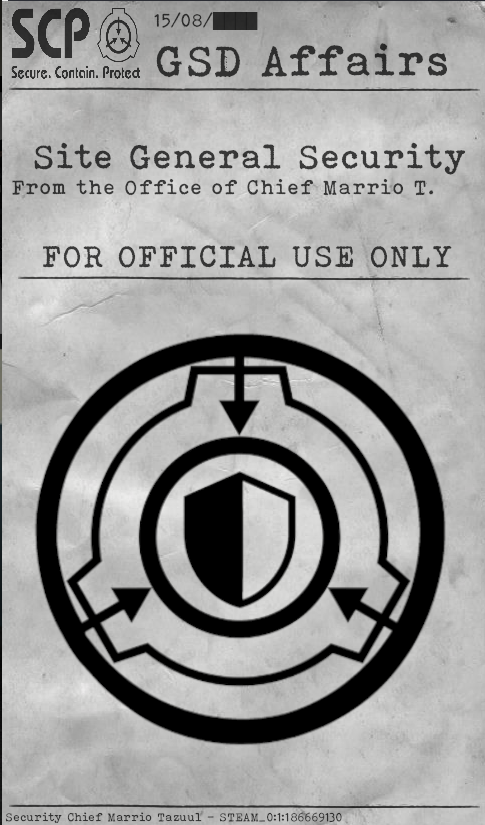 SCP
Secure. Contain. Protect
15/08/
GSD Affairs
Site General Security
From the Office of Chief Marrio T.
FOR OFFICIAL USE ONLY
Security Chief Marrio Tazuul - STEAM_0:1:186669130